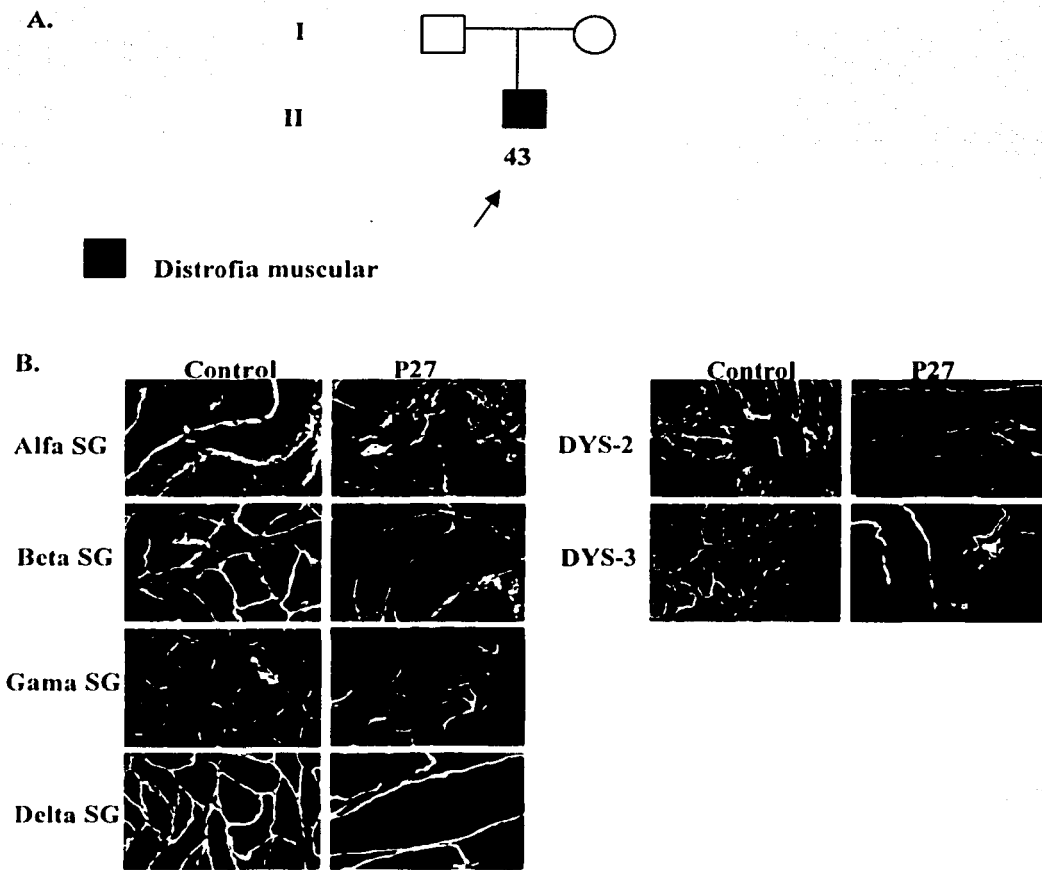 A.
I
II
43
Distrofia muscular
B.
Control P27
Alfa SG
Beta SG
Gama SG
Delta SG
Control P27
DYS-2
DYS-3